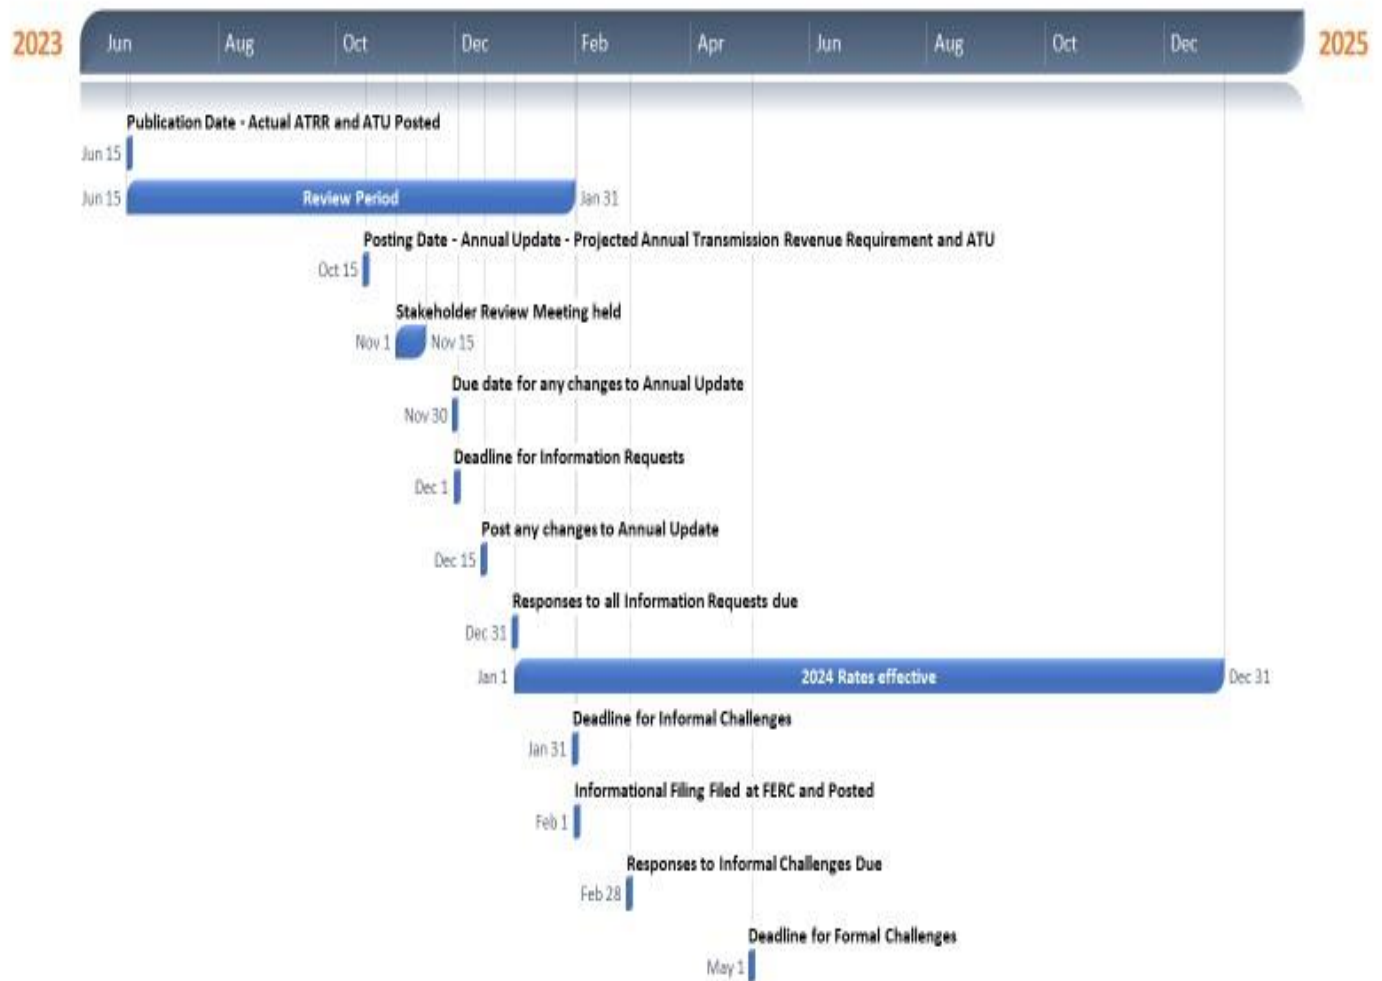 2023 Jun Aug Oct Dec Feb Apr Jun Aug Oct Dec 2025
Publication Date - Actual ATRR and ATU Posted
Jun 15
Jun 15 Review Period Jan 31
Posting Date - Annual Update - Projected Annual Transmission Revenue Requirement and ATU
Oct 15
Stakeholder Review Meeting held
Nov 1 Nov 15
Due date for any changes to Annual Update
Nov 30
Deadline for Information Requests
Dec 1
Post any changes to Annual Update
Dec 15
Responses to all Information Requests due
Dec 31
Jan 1 2024 Rates effective Dec 31
Deadline for Informal Challenges
Jan 31
Informational Filing Filed at FERC and Posted
Feb 1
Responses to Informal Challenges Due
Feb 28
Deadline for Formal Challenges
May 1